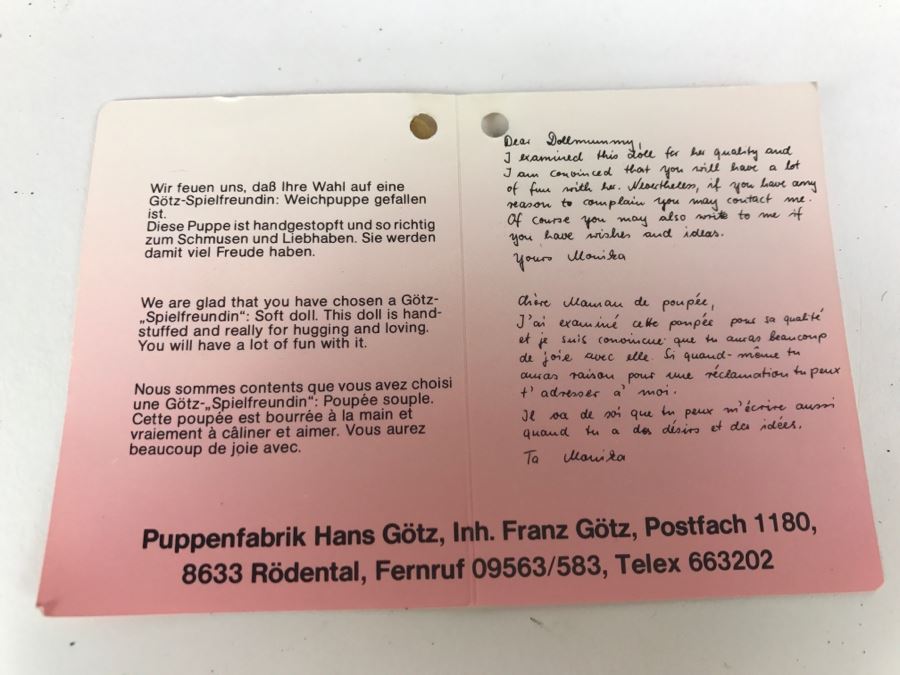 Wir feuen uns, daß Ihre Wahl auf eine
Götz-Spielfreundin: Weichpuppe gefallen
ist.
Diese Puppe ist handgestopft und so richtig
zum Schmusen und Liebhaben. Sie werden
damit viel Freude haben.
We are glad that you have chosen a Götz-
„Spielfreundin“: Soft doll. This doll is hand-
stuffed and really for hugging and loving.
You will have a lot of fun with it.
Nous sommes contents que vous avez choisi
une Götz-„Spielfreundin“: Poupée souple.
Cette poupée est bourrée à la main et
vraiement à câliner et aimer. Vous aurez
beaucoup de joie avec.
Dear Dollmummy,
I examined this doll for her quality and
I am convinced that you will have a lot
of fun with her. Nevertheless, if you have any
reason to complain you may contact me.
Of course you may also write to me if
you have wishes and ideas.
Yours Monika
Chère Maman de poupée,
J'ai examiné cette poupée pour sa qualité
et je suis convaincue que tu auras beaucoup
de joie avec elle. Si quand-même tu
auras raison pour une réclamation tu peux
t'adresser à moi.
Il va de soi que tu peux m'écrire aussi
quand tu a des désirs et des idées.
Ta Monika
Puppenfabrik Hans Götz, Inh. Franz Götz, Postfach 1180,
8633 Rödental, Fernruf 09563/583, Telex 663202